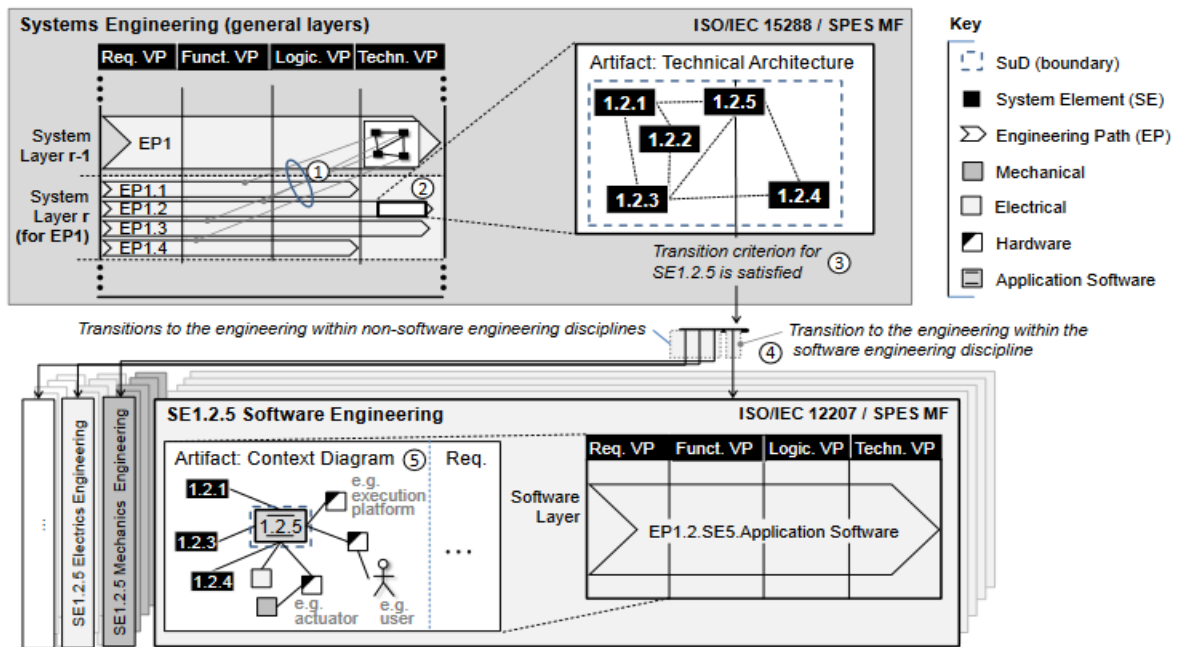 Systems Engineering (general layers)
ISO/IEC 15288 / SPES MF
Req. VP Funct. VP Logic. VP Techn. VP
System
Layer r-1
EP1
1
System
Layer r
(for EP1)
EP1.1
EP1.2
EP1.3
EP1.4
2
Artifact: Technical Architecture
1.2.1
1.2.5
1.2.2
1.2.3
1.2.4
Transition criterion for
SE1.2.5 is satisfied
3
Key
SuD (boundary)
System Element (SE)
Engineering Path (EP)
Mechanical
Electrical
Hardware
Application Software
Transitions to the engineering within non-software engineering disciplines
Transition to the engineering within the
software engineering discipline
4
...
SE1.2.5 Electrics Engineering
SE1.2.5 Mechanics Engineering
SE1.2.5 Software Engineering
ISO/IEC 12207 / SPES MF
Artifact: Context Diagram 5
Req.
1.2.1
1.2.3
1.2.4
1.2.5
e.g.
execution
platform
e.g.
actuator
e.g.
user
...
Software
Layer
Req. VP Funct. VP Logic. VP Techn. VP
EP1.2.SE5.Application Software